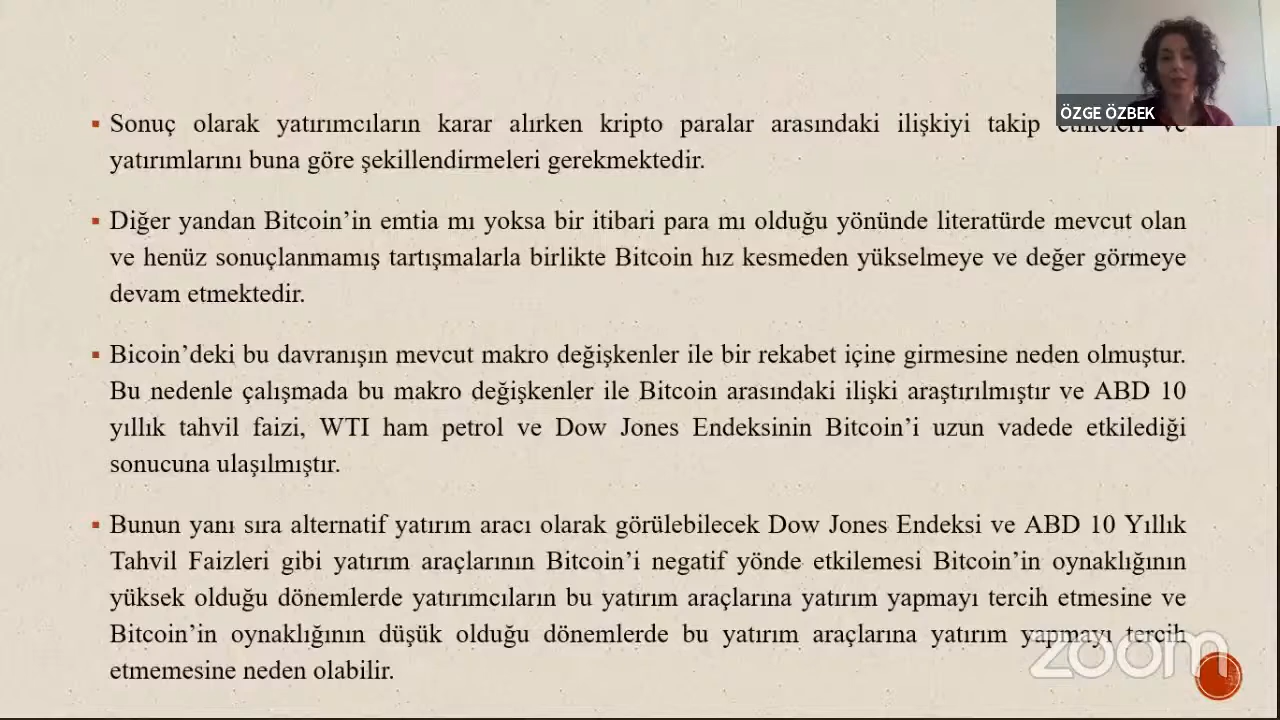 ÖZGE ÖZBEK
Sonuç olarak yatırımcıların karar alırken kripto paralar arasındaki ilişkiyi takip ve
yatırımlarını buna göre şekillendirmeleri gerekmektedir.
Diğer yandan Bitcoin’in emtia mı yoksa bir itibari para mı olduğu yönünde literatürde mevcut olan
ve henüz sonuçlanmamış tartışmalarla birlikte Bitcoin hız kesmeden yükselmeye ve değer görmeye
devam etmektedir.
Bicoin’deki bu davranışın mevcut makro değişkenler ile bir rekabet içine girmesine neden olmuştur.
Bu nedenle çalışmada bu makro değişkenler ile Bitcoin arasındaki ilişki araştırılmıştır ve ABD 10
yıllık tahvil faizi, WTI ham petrol ve Dow Jones Endeksinin Bitcoin’i uzun vadede etkilediği
sonucuna ulaşılmıştır.
Bunun yanı sıra alternatif yatırım aracı olarak görülebilecek Dow Jones Endeksi ve ABD 10 Yıllık
Tahvil Faizleri gibi yatırım araçlarının Bitcoin’i negatif yönde etkilemesi Bitcoin’in oynaklığının
yüksek olduğu dönemlerde yatırımcıların bu yatırım araçlarına yatırım yapmayı tercih etmesine ve
Bitcoin’in oynaklığının düşük olduğu dönemlerde bu yatırım araçlarına yatırım yapmayı tercih
etmemesine neden olabilir.
zoom